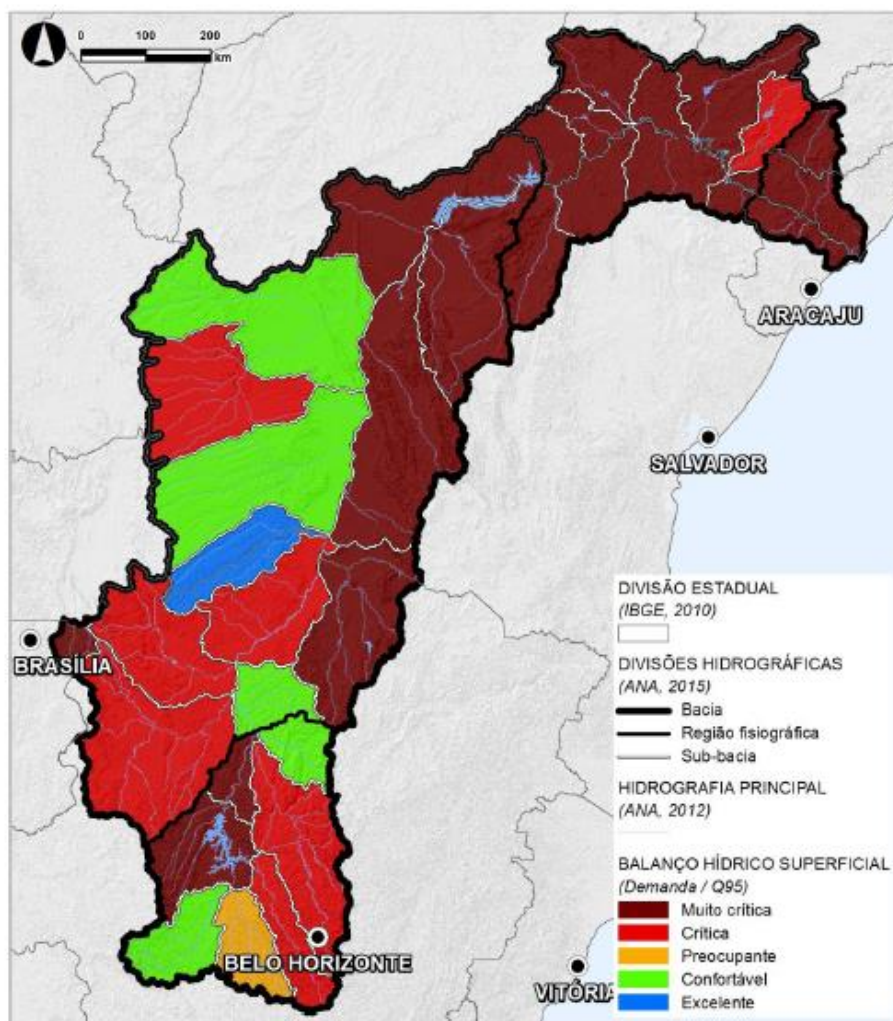 0 100 200
km
ARACAJU
SALVADOR
BRASÍLIA
BELO HORIZONTE
VITÓRIA
DIVISÃO ESTADUAL
(IBGE, 2010)
DIVISÕES HIDROGRÁFICAS
(ANA, 2015)
Bacia
Região fisiográfica
Sub-bacia
HIDROGRAFIA PRINCIPAL
(ANA, 2012)
BALANÇO HÍDRICO SUPERFICIAL
(Demanda / Q95)
Muito crítica
Crítica
Preocupante
Confortável
Excelente